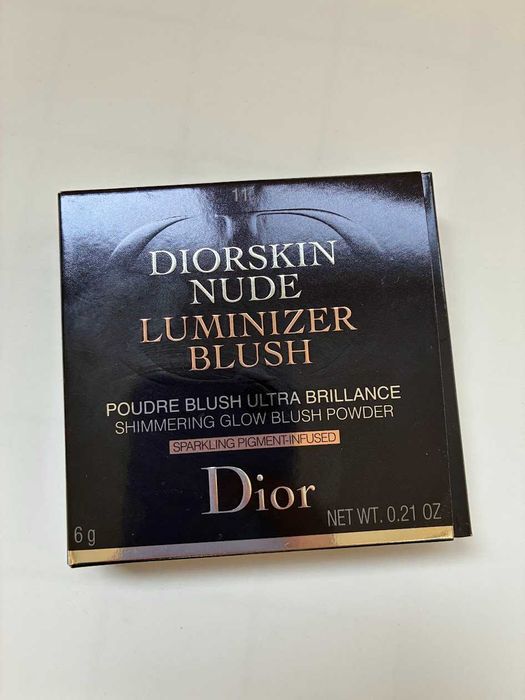 11
DIORSKIN
NUDE
LUMINIZER
BLUSH
POUDRE BLUSH ULTRA BRILLANCE
SHIMMERING GLOW BLUSH POWDER
SPARKLING PIGMENT-INFUSED
Dior
6 g
NET WT. 0.21 OZ